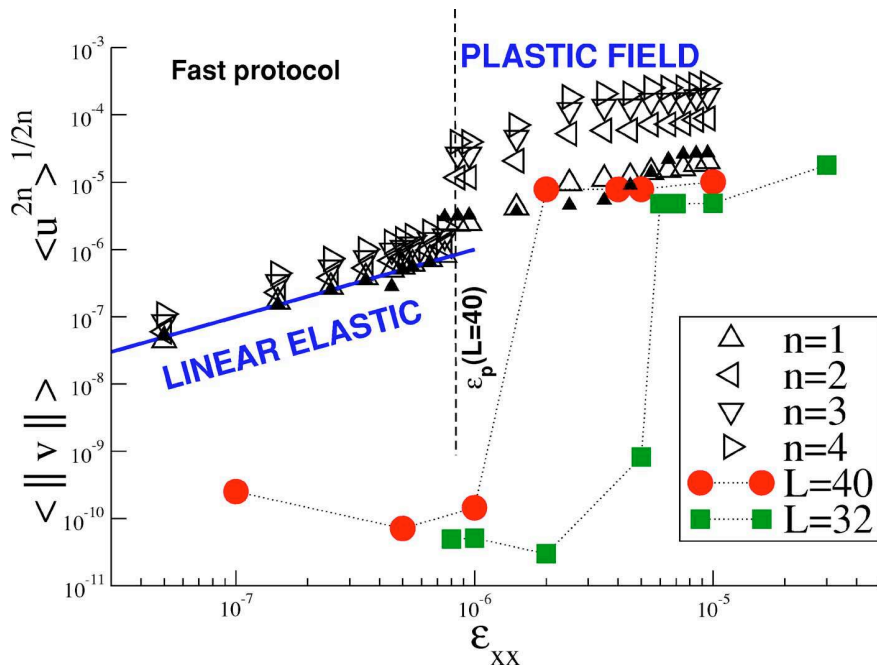 Fast protocol
PLASTIC FIELD
LINEAR ELASTIC
ε_p(L=40)
<u^{2n}>^{1/2n}
<|| v ||>
10^{-3}
10^{-4}
10^{-5}
10^{-6}
10^{-7}
10^{-8}
10^{-9}
10^{-10}
10^{-11}
n=1
n=2
n=3
n=4
L=40
L=32
10^{-7}
10^{-6}
10^{-5}
ε_{xx}